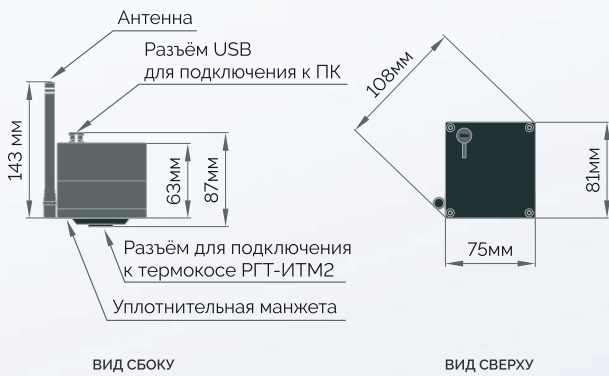 Антенна
Разъём USB
для подключения к ПК
143 мм
63мм
87мм
Разъём для подключения
к термокосе РГТ-ИТМ2
Уплотнительная манжета
ВИД СБОКУ
108мм
81мм
75мм
ВИД СВЕРХУ